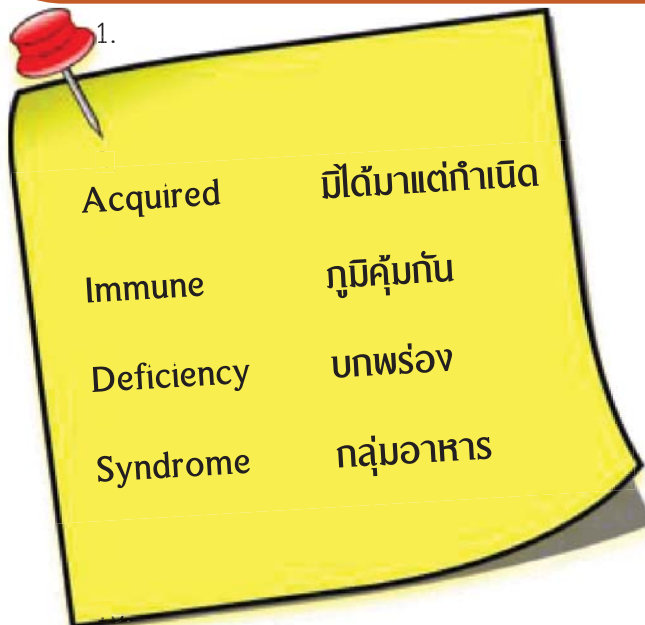 1.
Acquired มิได้มาแต่กำเนิด
Immune ภูมิคุ้มกัน
Deficiency บกพร่อง
Syndrome กลุ่มอาหาร